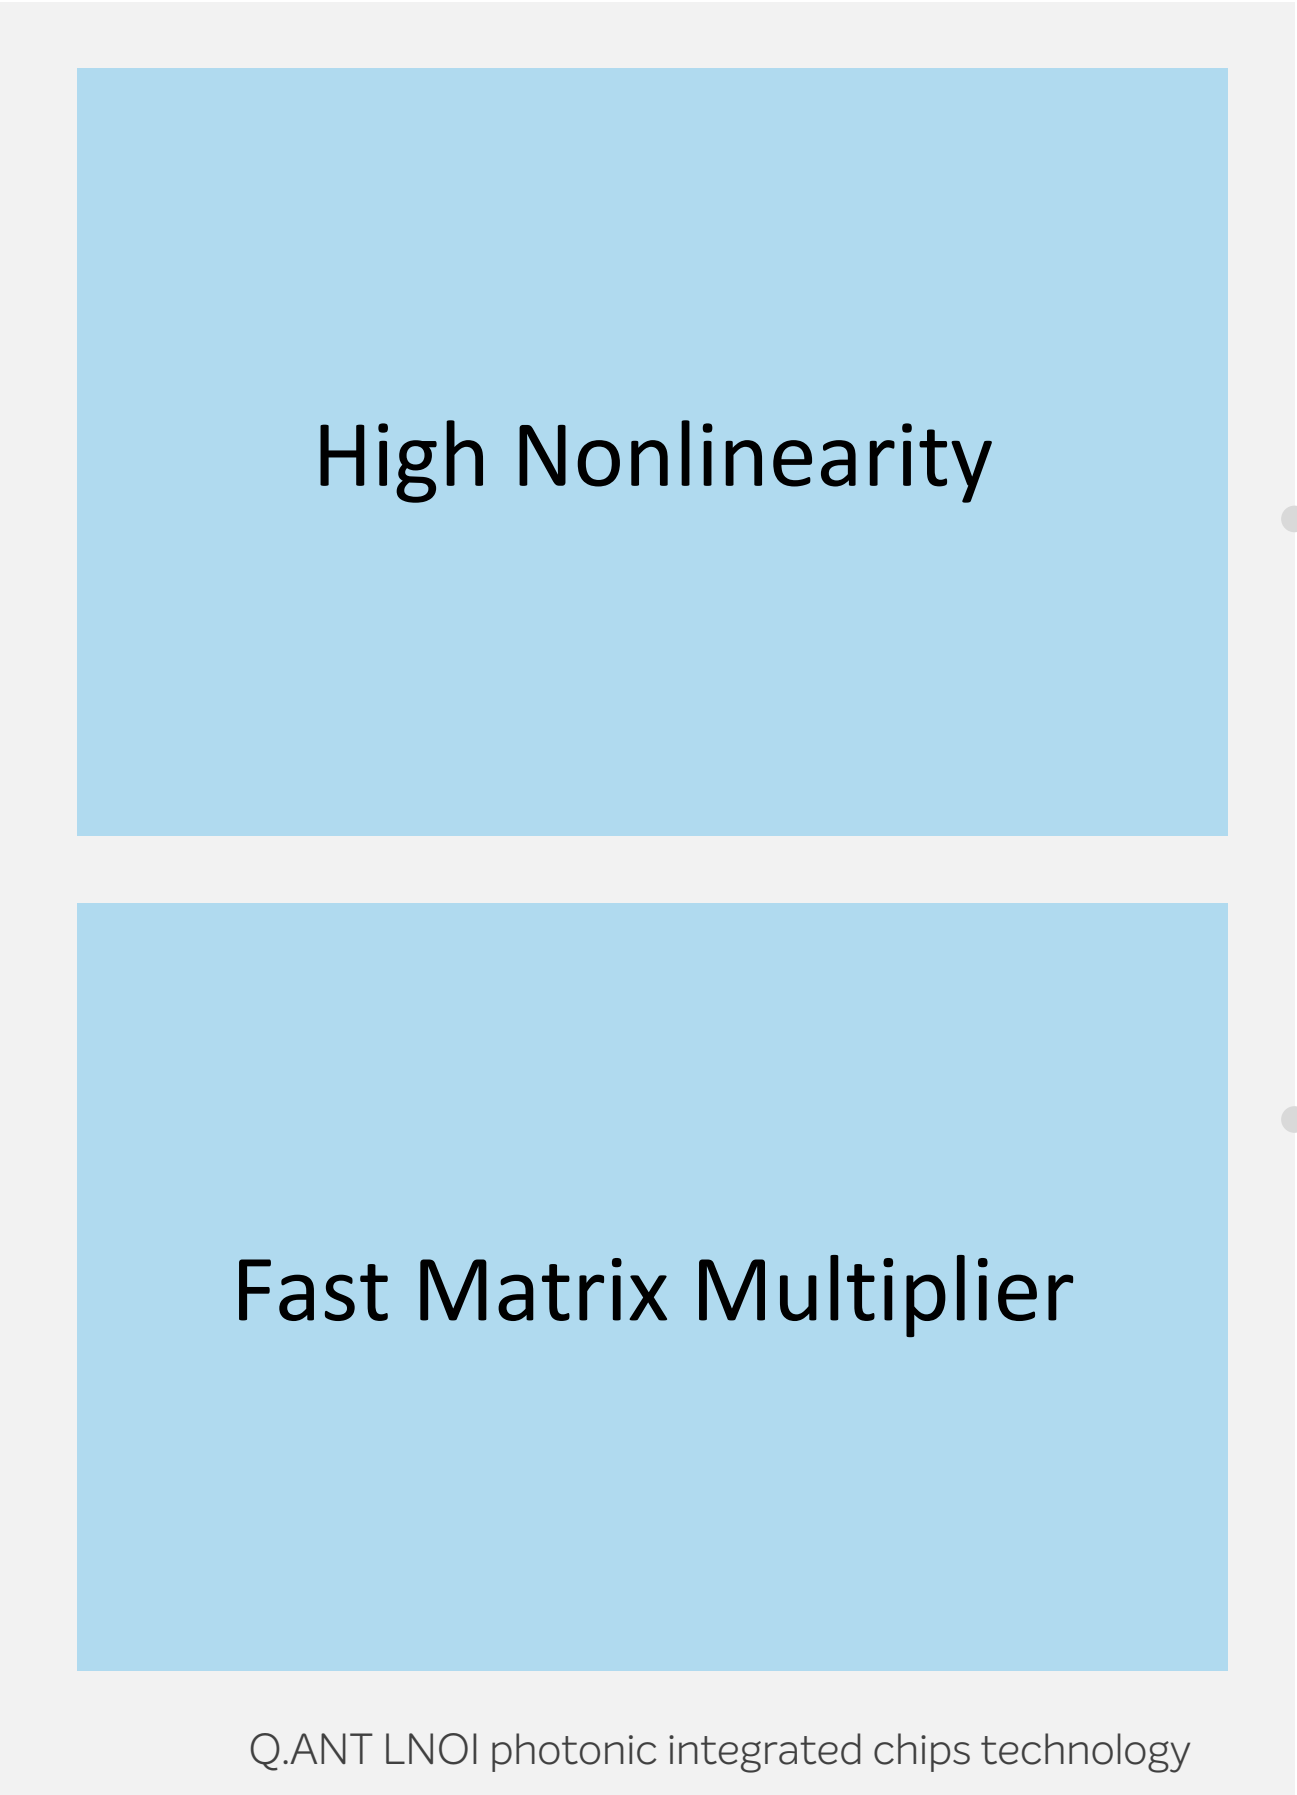 High Nonlinearity
Fast Matrix Multiplier
Q.ANT LNOI photonic integrated chips technology